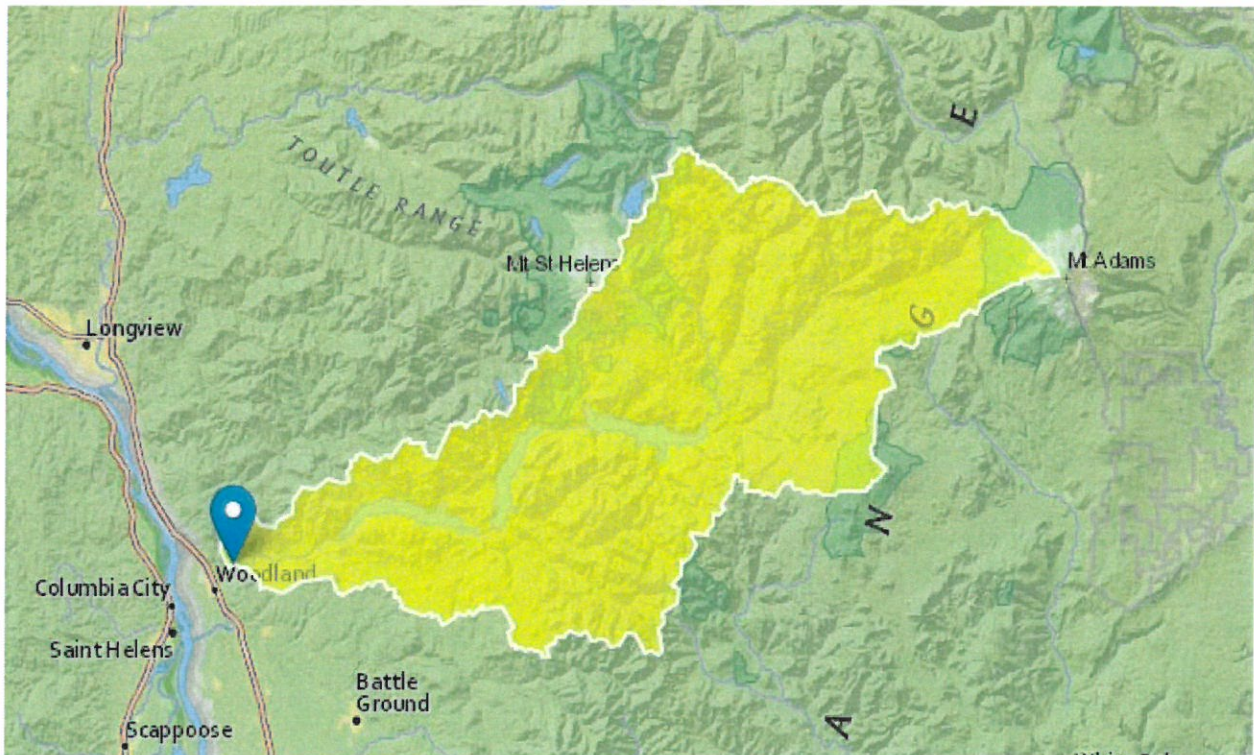 E
TOUTLE RANGE
Mt St Helens
Mt Adams
G
Longview
N
Woodland
Columbia City
Saint Helens
Battle
Ground
A
Scappoose